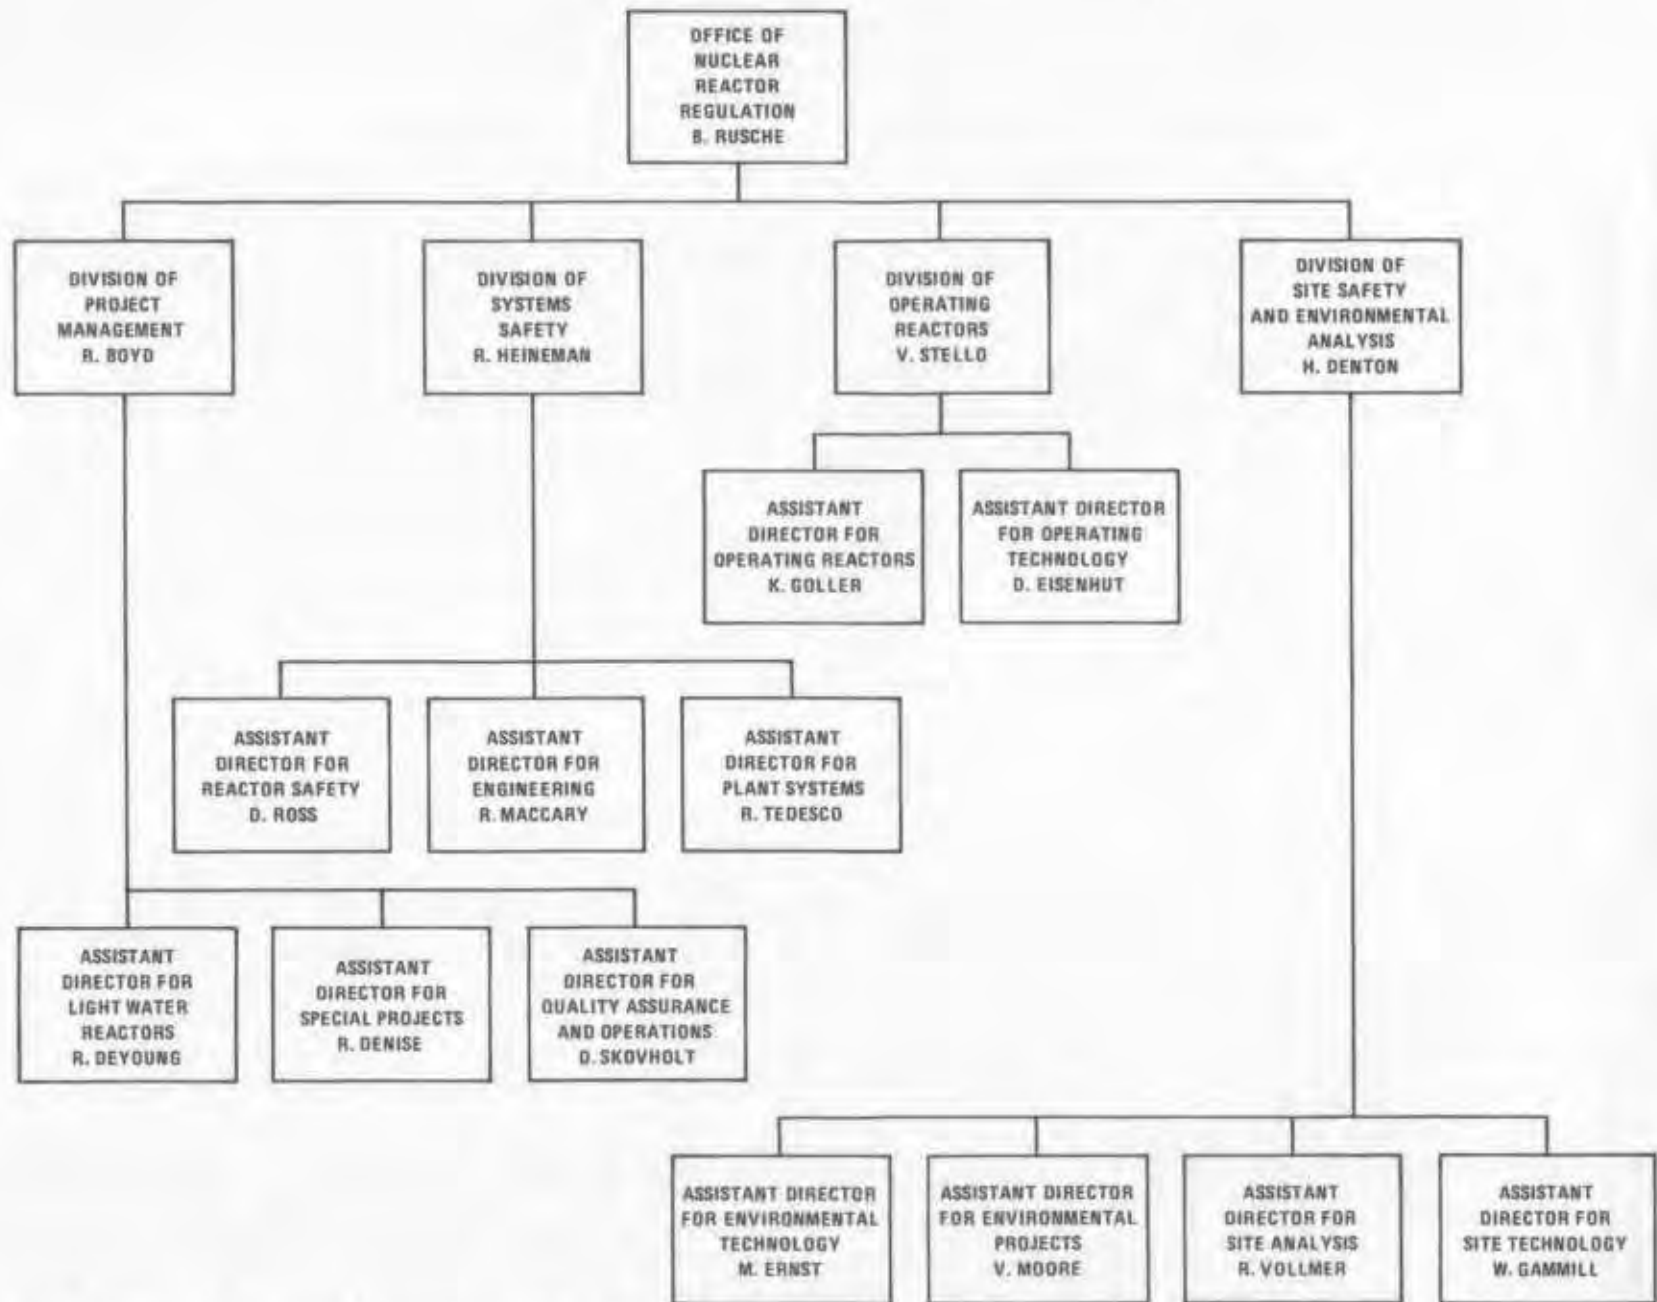 OFFICE OF
NUCLEAR
REACTOR
REGULATION
B. RUSCHE
DIVISION OF
PROJECT
MANAGEMENT
R. BOYD
DIVISION OF
SYSTEMS
SAFETY
R. HEINEMAN
DIVISION OF
OPERATING
REACTORS
V. STELLO
DIVISION OF
SITE SAFETY
AND ENVIRONMENTAL
ANALYSIS
H. DENTON
ASSISTANT
DIRECTOR FOR
OPERATING REACTORS
K. GOLLER
ASSISTANT DIRECTOR
FOR OPERATING
TECHNOLOGY
D. EISENHUT
ASSISTANT
DIRECTOR FOR
REACTOR SAFETY
D. ROSS
ASSISTANT
DIRECTOR FOR
ENGINEERING
R. MACCARY
ASSISTANT
DIRECTOR FOR
PLANT SYSTEMS
R. TEDESCO
ASSISTANT
DIRECTOR FOR
LIGHT WATER
REACTORS
R. DEYOUNG
ASSISTANT
DIRECTOR FOR
SPECIAL PROJECTS
R. DENISE
ASSISTANT
DIRECTOR FOR
QUALITY ASSURANCE
AND OPERATIONS
D. SKOVHOLT
ASSISTANT DIRECTOR
FOR ENVIRONMENTAL
TECHNOLOGY
M. ERNST
ASSISTANT DIRECTOR
FOR ENVIRONMENTAL
PROJECTS
V. MOORE
ASSISTANT
DIRECTOR FOR
SITE ANALYSIS
R. VOLLMER
ASSISTANT
DIRECTOR FOR
SITE TECHNOLOGY
W. GAMMILL